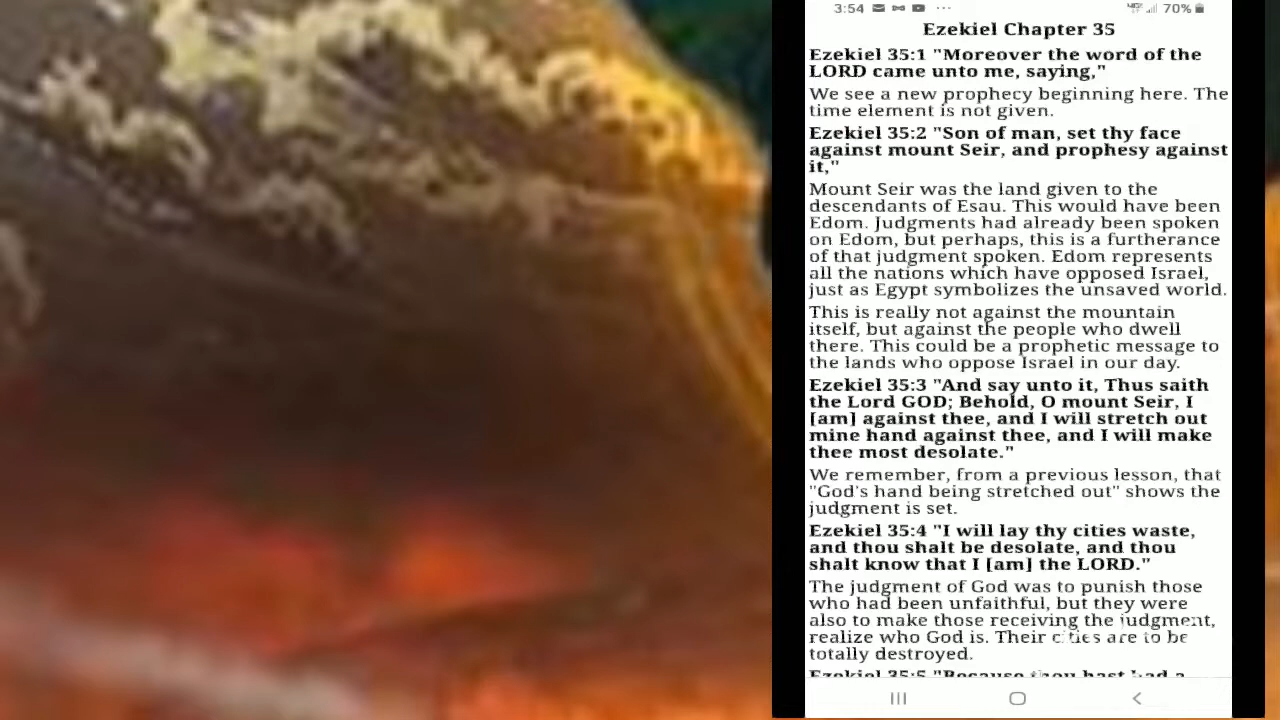 3:54
70%
Ezekiel Chapter 35
Ezekiel 35:1 "Moreover the word of the
LORD came unto me, saying,"
We see a new prophecy beginning here. The
time element is not given.
Ezekiel 35:2 "Son of man, set thy face
against mount Seir, and prophesy against
it,"
Mount Seir was the land given to the
descendants of Esau. This would have been
Edom. Judgments had already been spoken
on Edom, but perhaps, this is a furtherance
of that judgment spoken. Edom represents
all the nations which have opposed Israel,
just as Egypt symbolizes the unsaved world.
This is really not against the mountain
itself, but against the people who dwell
there. This could be a prophetic message to
the lands who oppose Israel in our day.
Ezekiel 35:3 "And say unto it, Thus saith
the Lord GOD; Behold, O mount Seir, I
[am] against thee, and I will stretch out
mine hand against thee, and I will make
thee most desolate."
We remember, from a previous lesson, that
"God's hand being stretched out" shows the
judgment is set.
Ezekiel 35:4 "I will lay thy cities waste,
and thou shalt be desolate, and thou
shalt know that I [am] the LORD."
The judgment of God was to punish those
who had been unfaithful, but they were
also to make those receiving the judgment,
realize who God is. Their cities are to be
totally destroyed.
Ezekiel 35:5 "Because thou hast had a